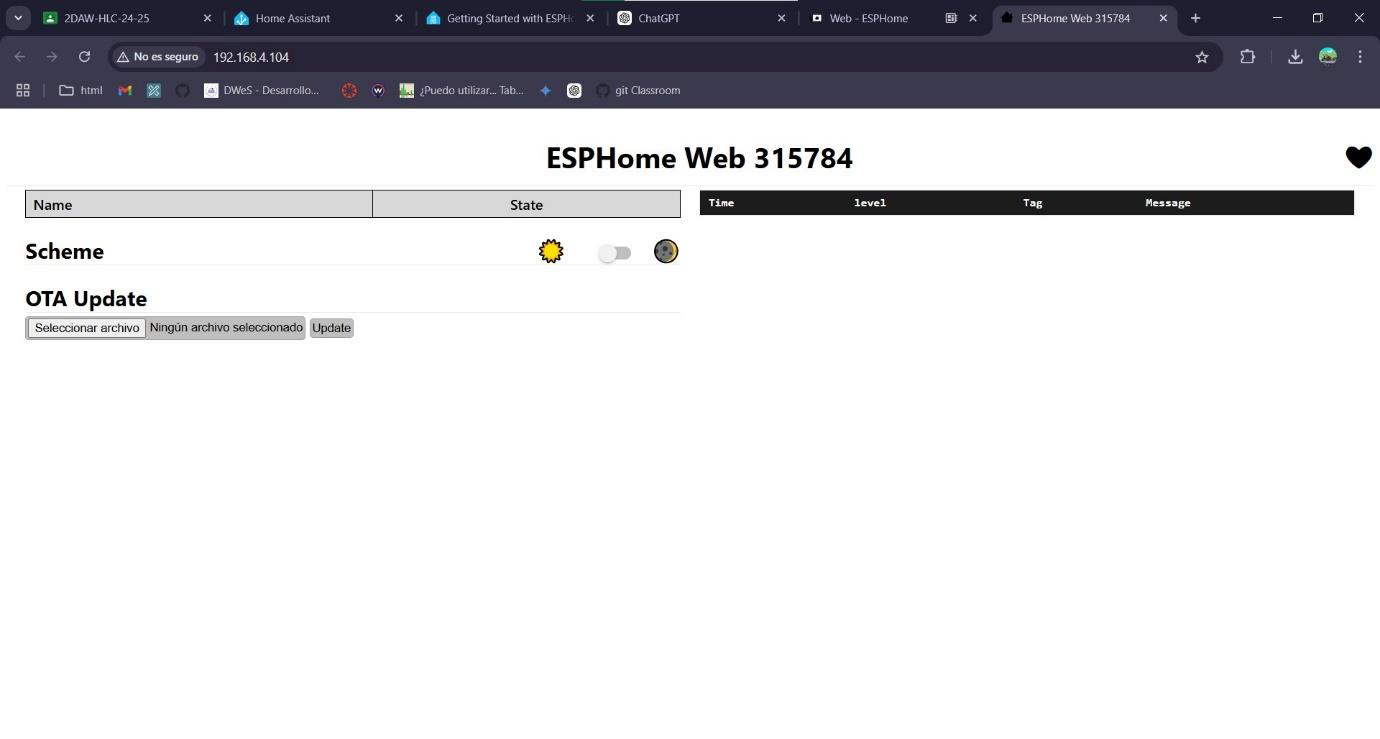 2DAW-HLC-24-25
Home Assistant
Getting Started with ESPHo
ChatGPT
Web - ESPHome
ESPHome Web 315784
No es seguro
192.168.4.104
html
DWeS - Desarrollo...
¿Puedo utilizar... Tab...
git Classroom
ESPHome Web 315784
Name State
Time level Tag Message
Scheme
OTA Update
Seleccionar archivo Ningún archivo seleccionado Update